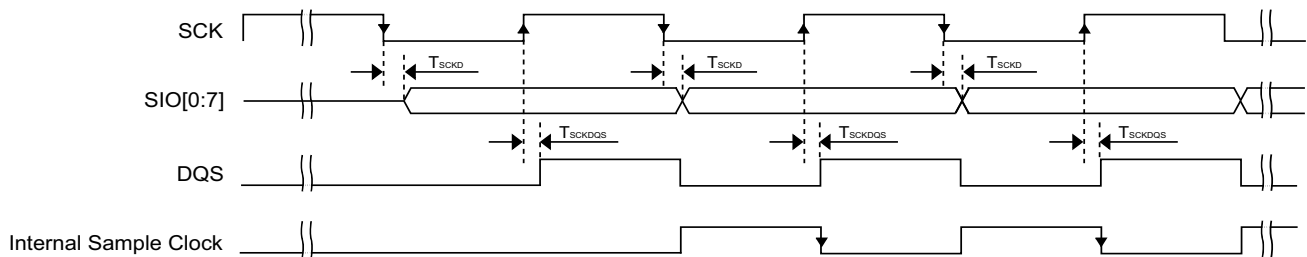 SCK
TSCKD TSCKD TSCKD
SIO[0:7]
TSCKDQS TSCKDQS TSCKDQS
DQS
Internal Sample Clock